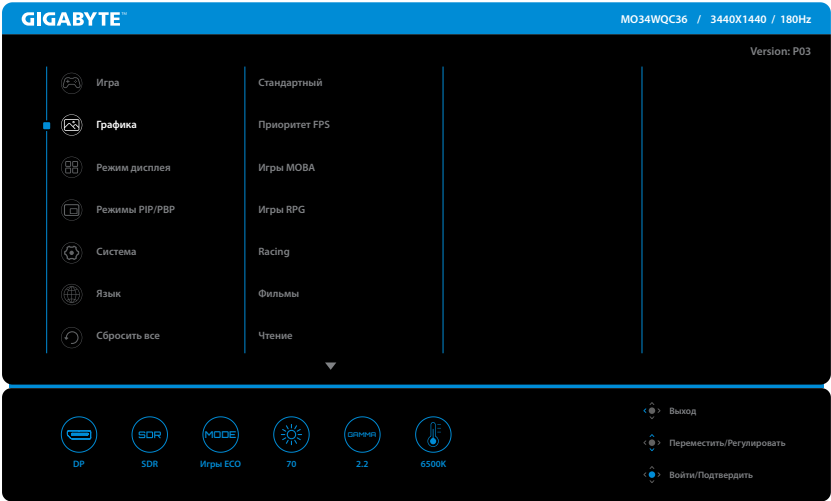 GIGABYTE™
MO34WQC36 / 3440X1440 / 180Hz
Version: P03
Игра
Стандартный
Графика
Приоритет FPS
Режим дисплея
Игры MOBA
Режимы PIP/PBP
Игры RPG
Система
Racing
Язык
Фильмы
Сбросить все
Чтение
Выход
SDR
MODE
GAMMA
Переместить/Регулировать
DP
SDR
Игры ECO
70
2.2
6500K
Войти/Подтвердить